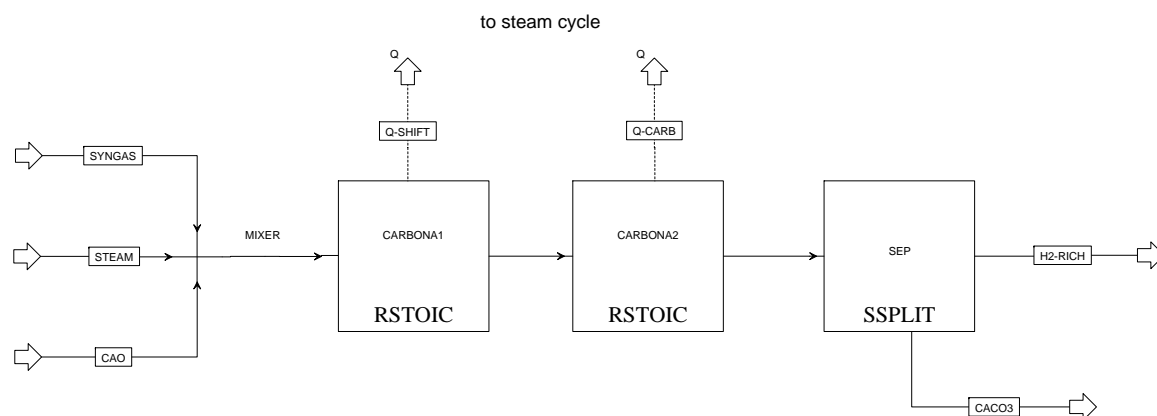 to steam cycle
Q
Q
Q-SHIFT
Q-CARB
SYNGAS
MIXER
CARBONA1
CARBONA2
SEP
STEAM
H2-RICH
RSTOIC
RSTOIC
SSPLIT
CAO
CACO3